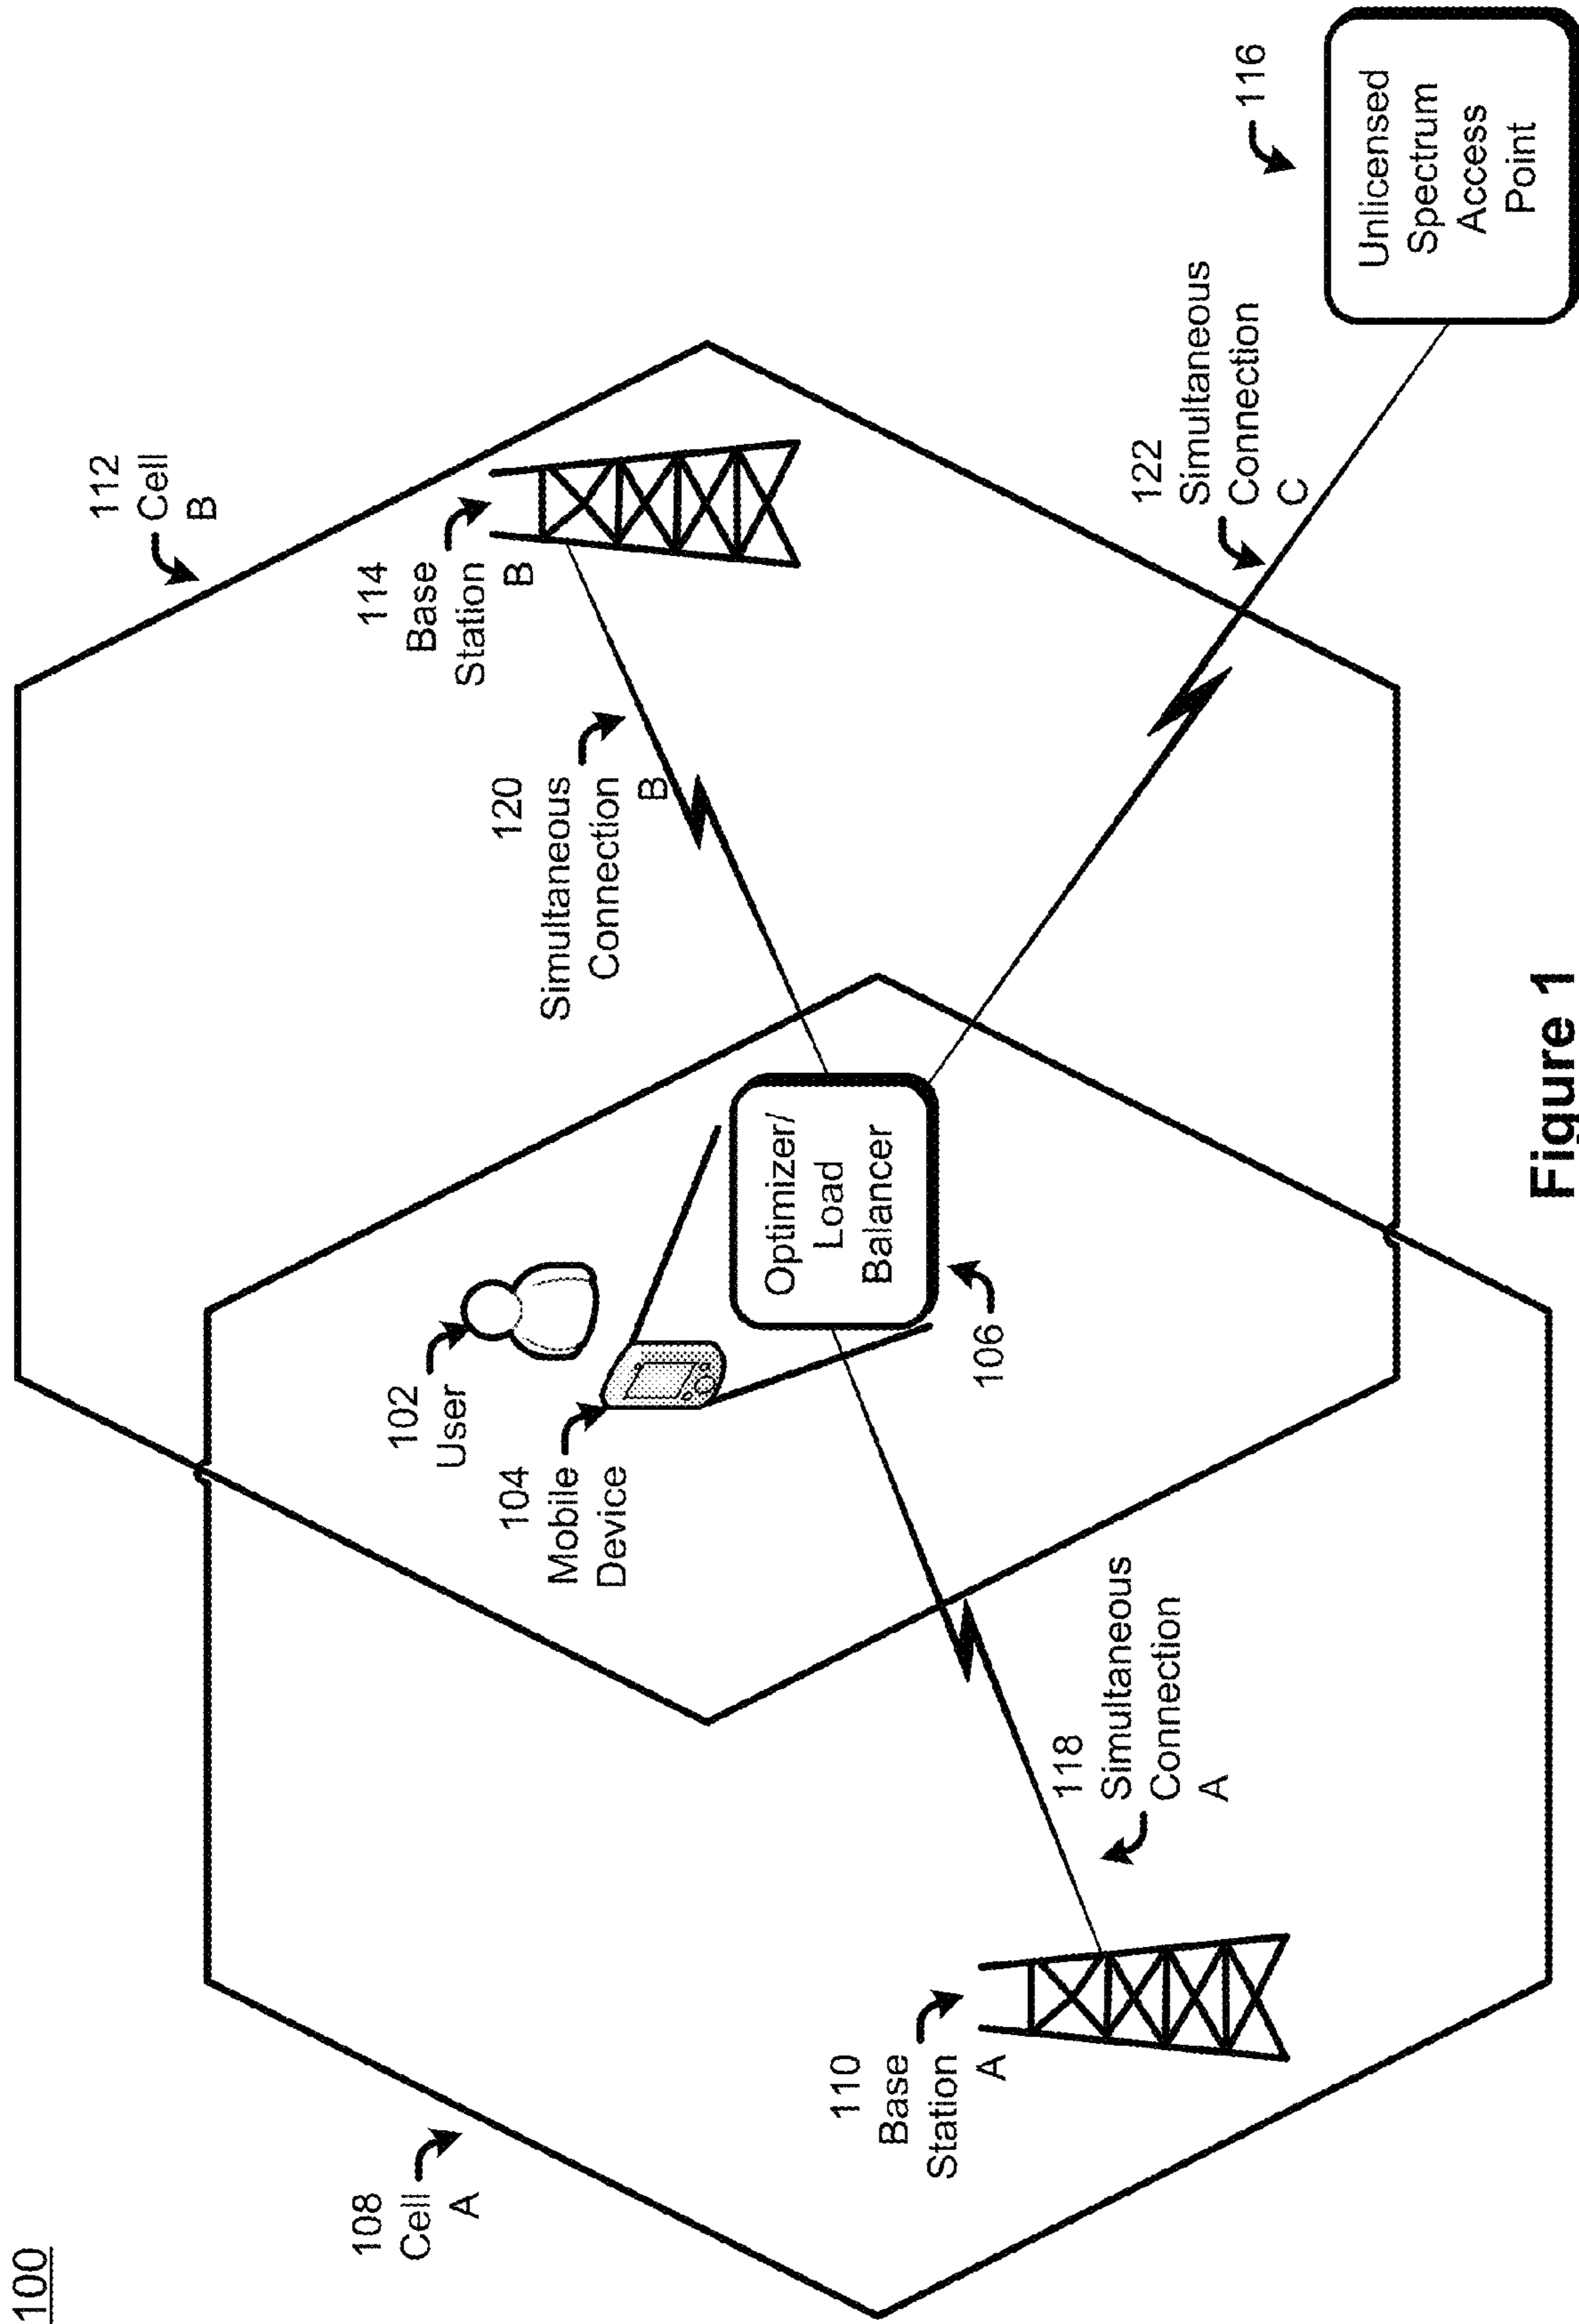 100
108
Cell
A
110
Base
Station
A
118
Simultaneous
Connection
A
102
User
104
Mobile
Device
Optimizer/
Load
Balancer
106
112
Cell
B
114
Base
Station
B
120
Simultaneous
Connection
B
122
Simultaneous
Connection
C
116
Unlicensed
Spectrum
Access
Point
Figure 1